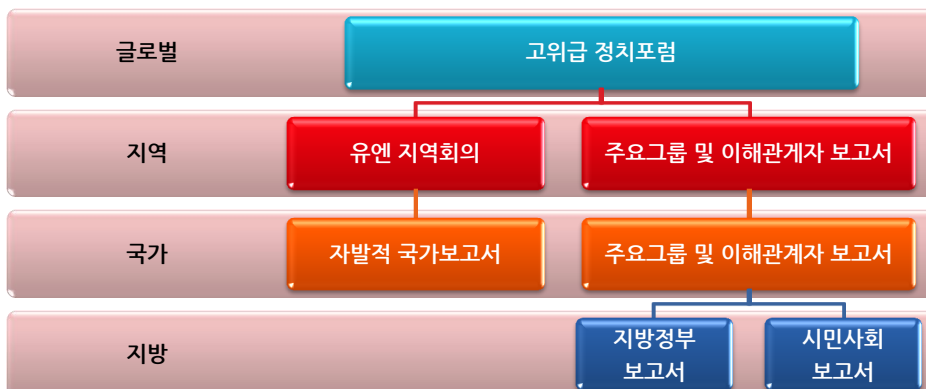 글로벌
고위급 정치포럼
지역
유엔 지역회의
주요그룹 및 이해관계자 보고서
국가
자발적 국가보고서
주요그룹 및 이해관계자 보고서
지방
지방정부
보고서
시민사회
보고서